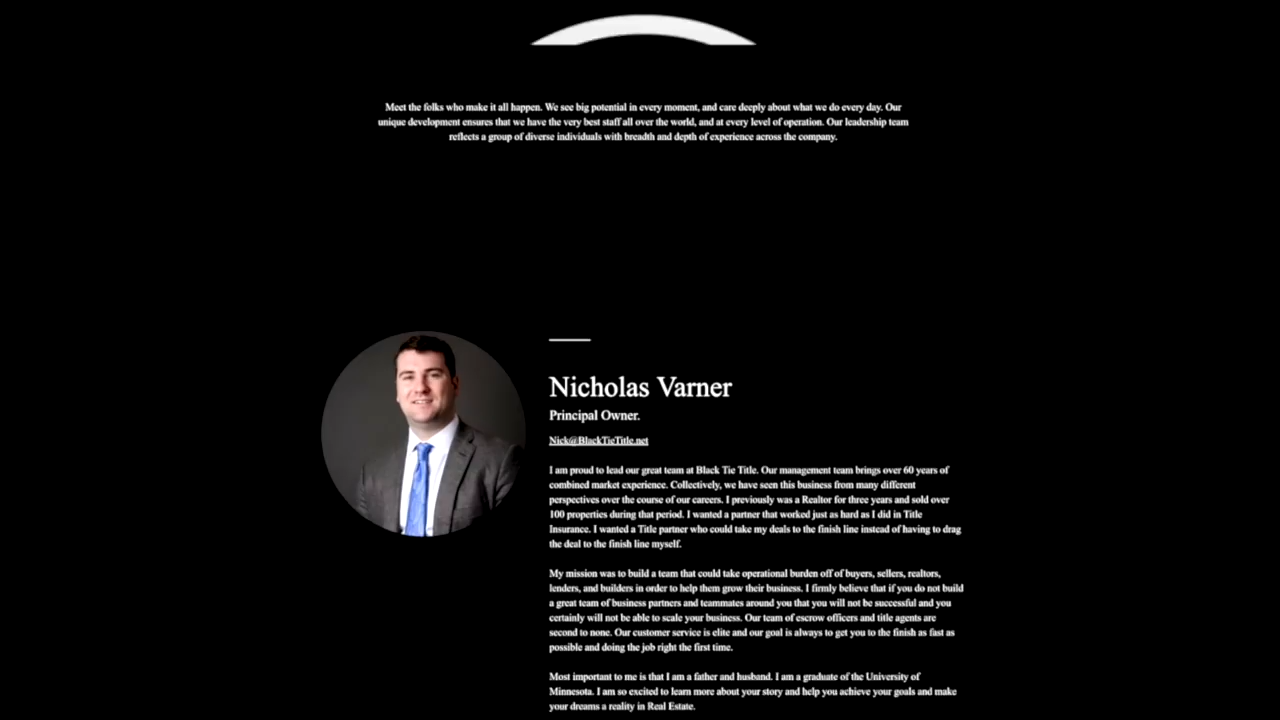 Meet the folks who make it all happen. We see big potential in every moment, and care deeply about what we do every day. Our
unique development ensures that we have the very best staff all over the world, and at every level of operation. Our leadership team
reflects a group of diverse individuals with breadth and depth of experience across the company.
Nicholas Varner
Principal Owner.
Nick@BlackTieTitle.net
I am proud to lead our great team at Black Tie Title. Our management team brings over 60 years of
combined market experience. Collectively, we have seen this business from many different
perspectives over the course of our careers. I previously was a Realtor for three years and sold over
100 properties during that period. I wanted a partner that worked just as hard as I did in Title
Insurance. I wanted a Title partner who could take my deals to the finish line instead of having to drag
the deal to the finish line myself.
My mission was to build a team that could take operational burden off of buyers, sellers, realtors,
lenders, and builders in order to help them grow their business. I firmly believe that if you do not build
a great team of business partners and teammates around you that you will not be successful and you
certainly will not be able to scale your business. Our team of escrow officers and title agents are
second to none. Our customer service is elite and our goal is always to get you to the finish as fast as
possible and doing the job right the first time.
Most important to me is that I am a father and husband. I am a graduate of the University of
Minnesota. I am so excited to learn more about your story and help you achieve your goals and make
your dreams a reality in Real Estate.